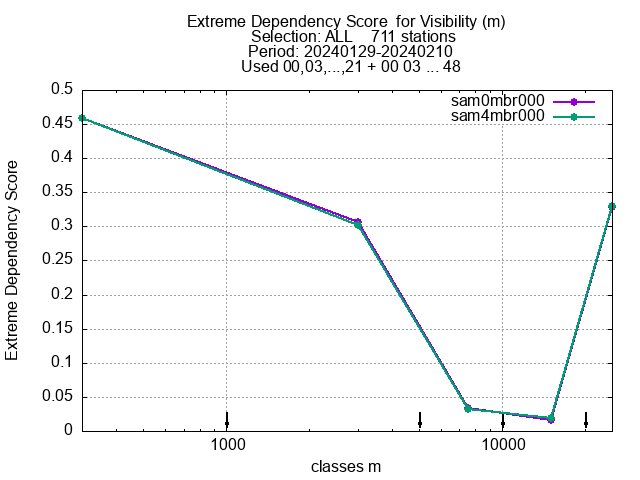 Extreme Dependency Score  for Visibility (m)
Selection: ALL    711 stations
Period: 20240129-20240210
Used 00,03,...,21 + 00 03 ... 48
sam0mbr000
sam4mbr000
0.5
0.45
0.4
0.35
0.3
0.25
0.2
0.15
0.1
0.05
0
Extreme Dependency Score
1000
10000
classes m